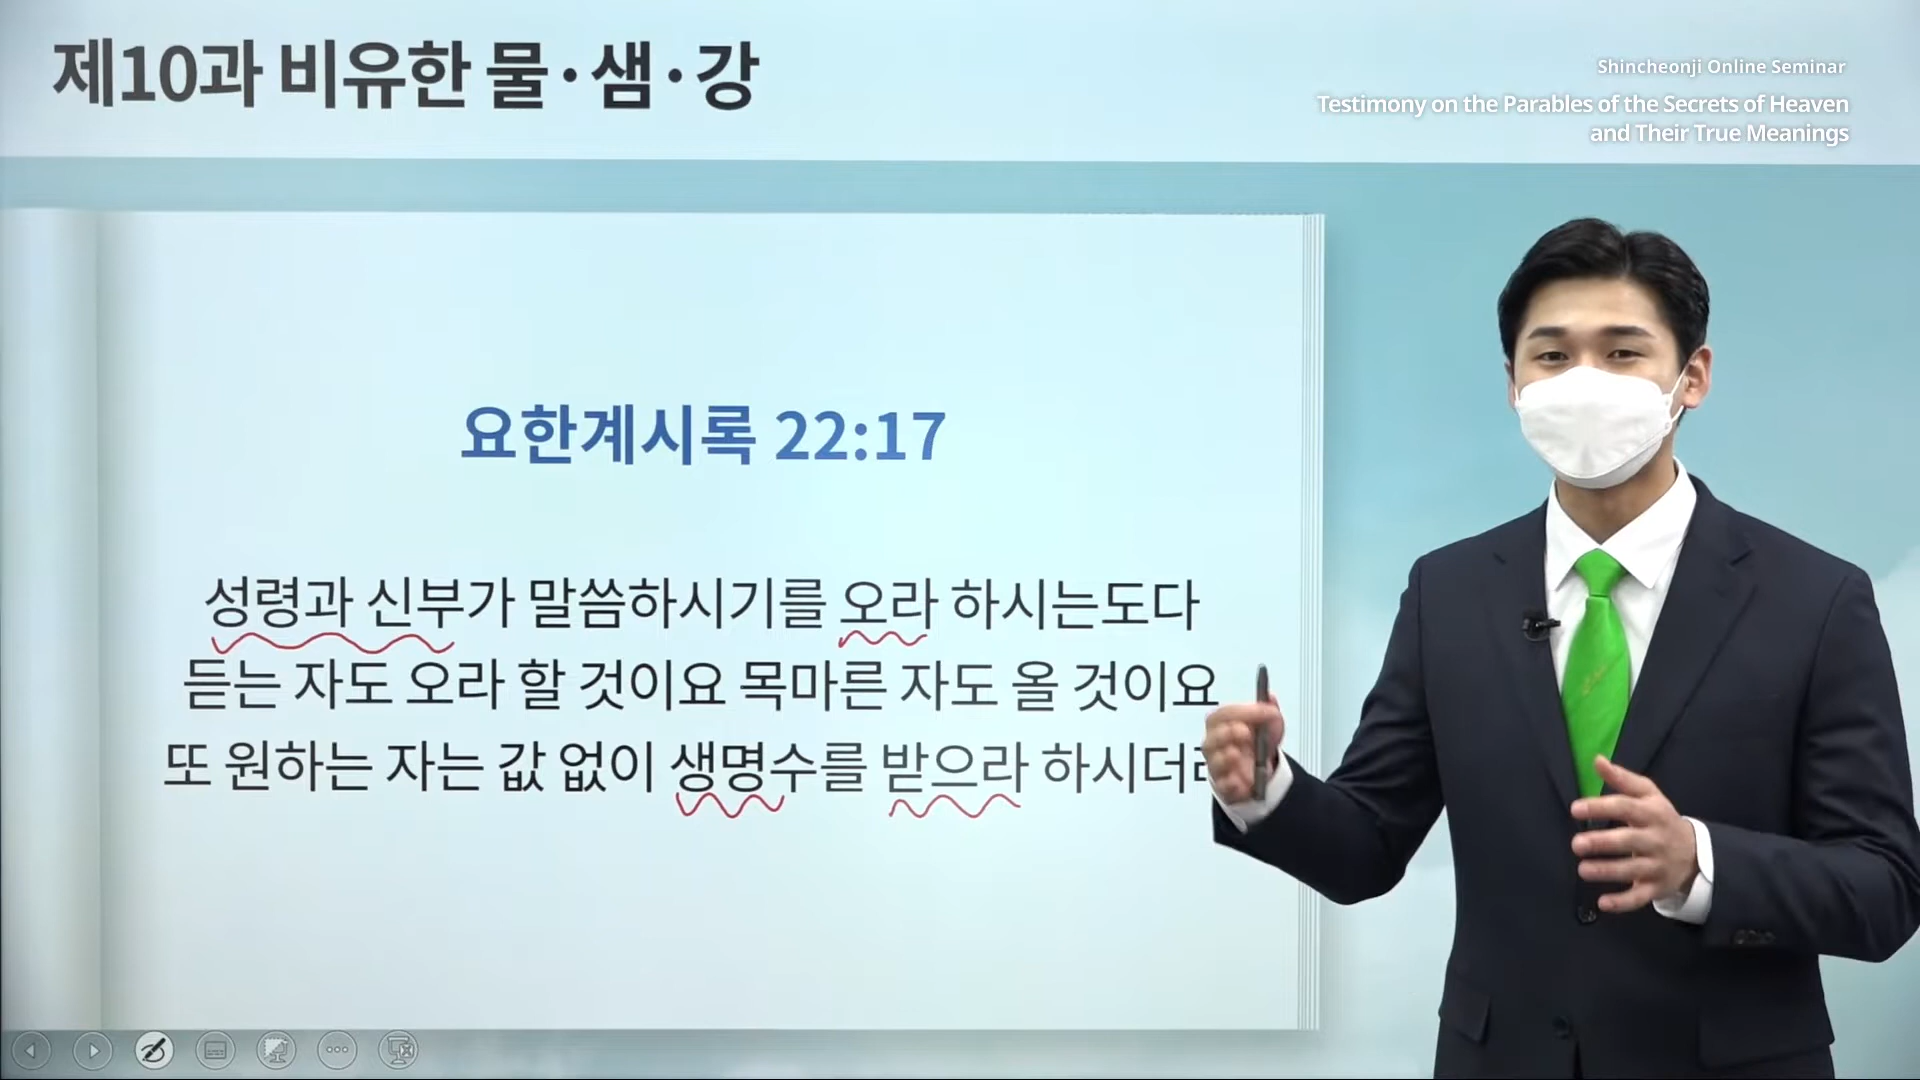 제10과 비유한 물·샘·강
Shincheonji Online Seminar
Testimony on the Parables of the Secrets of Heaven
and Their True Meanings
요한계시록 22:17
성령과 신부가 말씀하시기를 오라 하시는도다
듣는 자도 오라 할 것이요 목마른 자도 올 것이요
또 원하는 자는 값 없이 생명수를 받으라